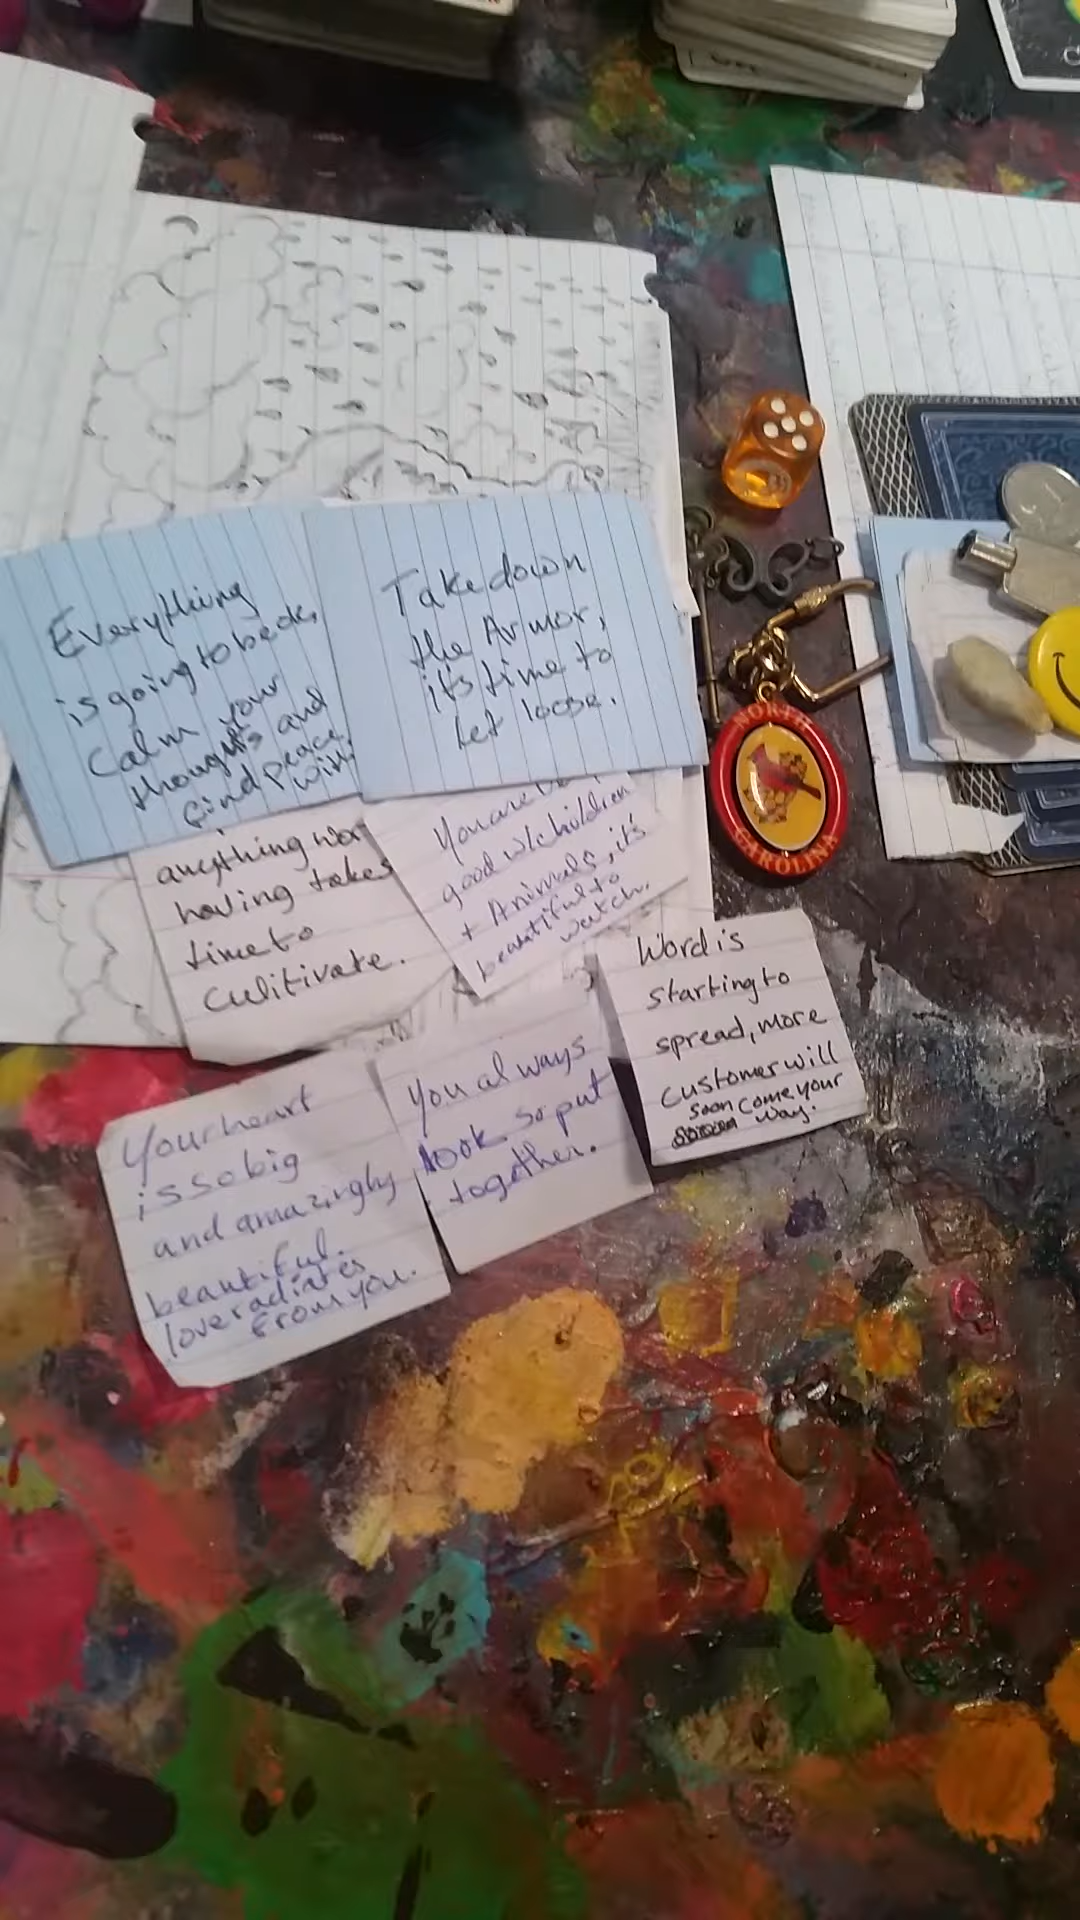 Everything
is going to be ok,
Calm your
thoughts and
find peace
Take down
the Armor,
it's time to
let loose.
anything
having takes
time to
culitivate.
You are
good w/children
+ Animals, it's
beautiful to
watch.
Word is
starting to
spread, more
customer will
soon come your
way.
Your heart
is so big
and amazingly
beautiful.
love radiates
from you.
You always
look so put
together.
NORTH
CAROLINA